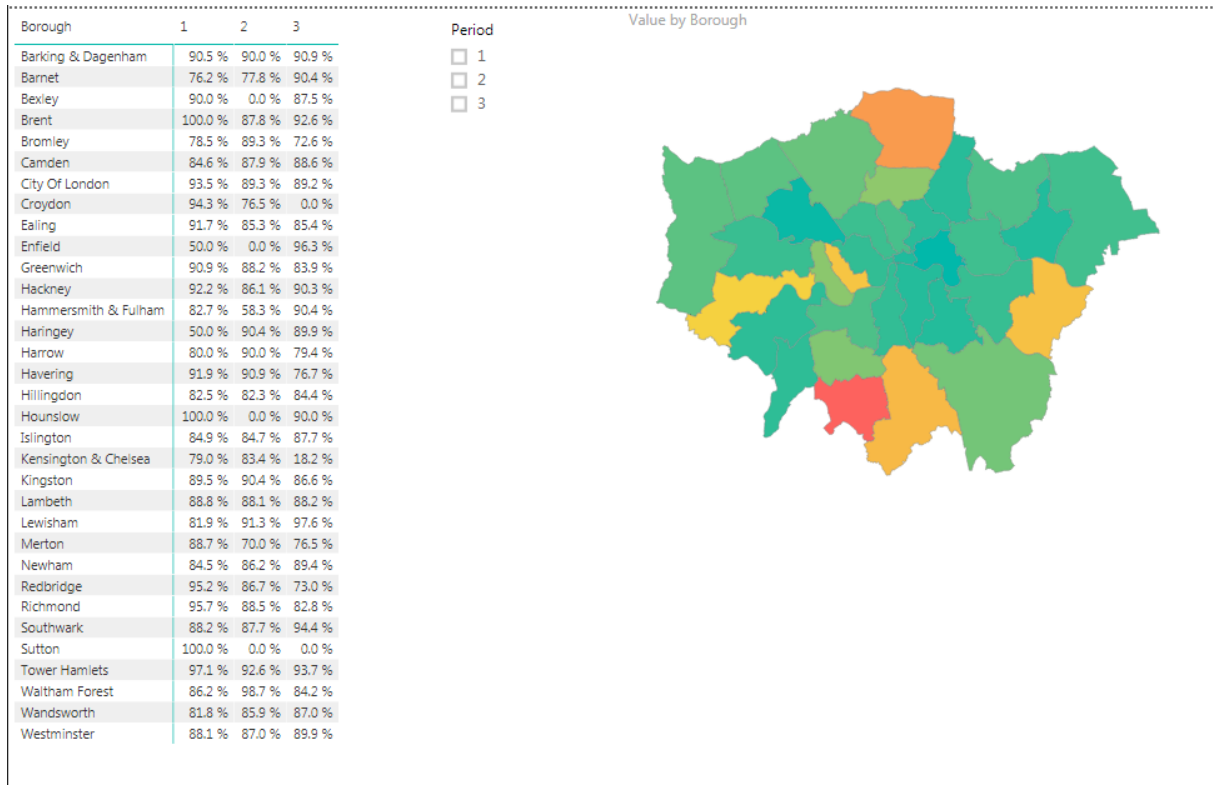 Borough 1 2 3
Barking & Dagenham 90.5 % 90.0 % 90.9 %
Barnet 76.2 % 77.8 % 90.4 %
Bexley 90.0 % 0.0 % 87.5 %
Brent 100.0 % 87.8 % 92.6 %
Bromley 78.5 % 89.3 % 72.6 %
Camden 84.6 % 87.9 % 88.6 %
City Of London 93.5 % 89.3 % 89.2 %
Croydon 94.3 % 76.5 % 0.0 %
Ealing 91.7 % 85.3 % 85.4 %
Enfield 50.0 % 0.0 % 96.3 %
Greenwich 90.9 % 88.2 % 83.9 %
Hackney 92.2 % 86.1 % 90.3 %
Hammersmith & Fulham 82.7 % 58.3 % 90.4 %
Haringey 50.0 % 90.4 % 89.9 %
Harrow 80.0 % 90.0 % 79.4 %
Havering 91.9 % 90.9 % 76.7 %
Hillingdon 82.5 % 82.3 % 84.4 %
Hounslow 100.0 % 0.0 % 90.0 %
Islington 84.9 % 84.7 % 87.7 %
Kensington & Chelsea 79.0 % 83.4 % 18.2 %
Kingston 89.5 % 90.4 % 86.6 %
Lambeth 88.8 % 88.1 % 88.2 %
Lewisham 81.9 % 91.3 % 97.6 %
Merton 88.7 % 70.0 % 76.5 %
Newham 84.5 % 86.2 % 89.4 %
Redbridge 95.2 % 86.7 % 73.0 %
Richmond 95.7 % 88.5 % 82.8 %
Southwark 88.2 % 87.7 % 94.4 %
Sutton 100.0 % 0.0 % 0.0 %
Tower Hamlets 97.1 % 92.6 % 93.7 %
Waltham Forest 86.2 % 98.7 % 84.2 %
Wandsworth 81.8 % 85.9 % 87.0 %
Westminster 88.1 % 87.0 % 89.9 %
Period
1
2
3
Value by Borough